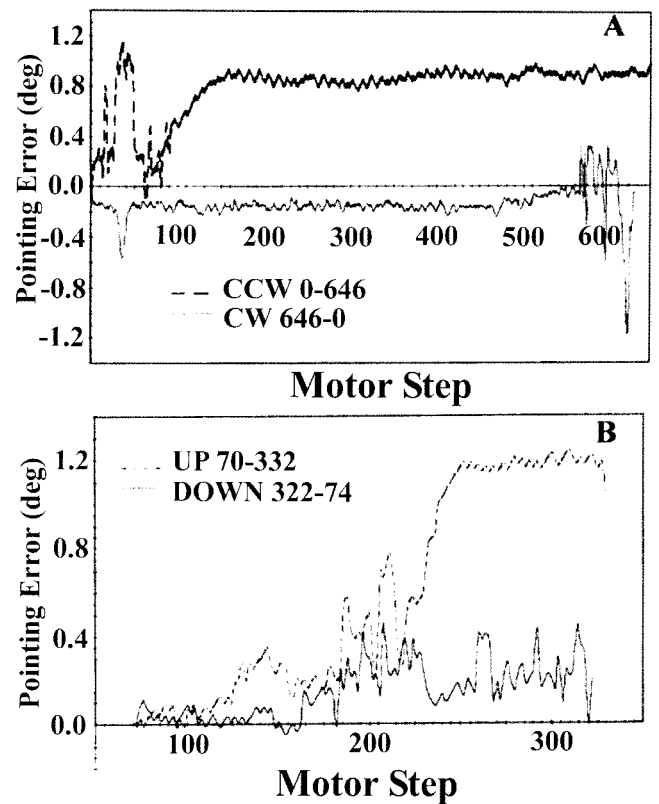 A
1.2
0.8
0.4
0.0
-0.4
-0.8
-1.2
Pointing Error (deg)
100 200 300 400 500 600
CCW 0-646
CW 646-0
Motor Step
B
1.2
0.8
0.4
0.0
Pointing Error (deg)
UP 70-332
DOWN 322-74
100 200 300
Motor Step